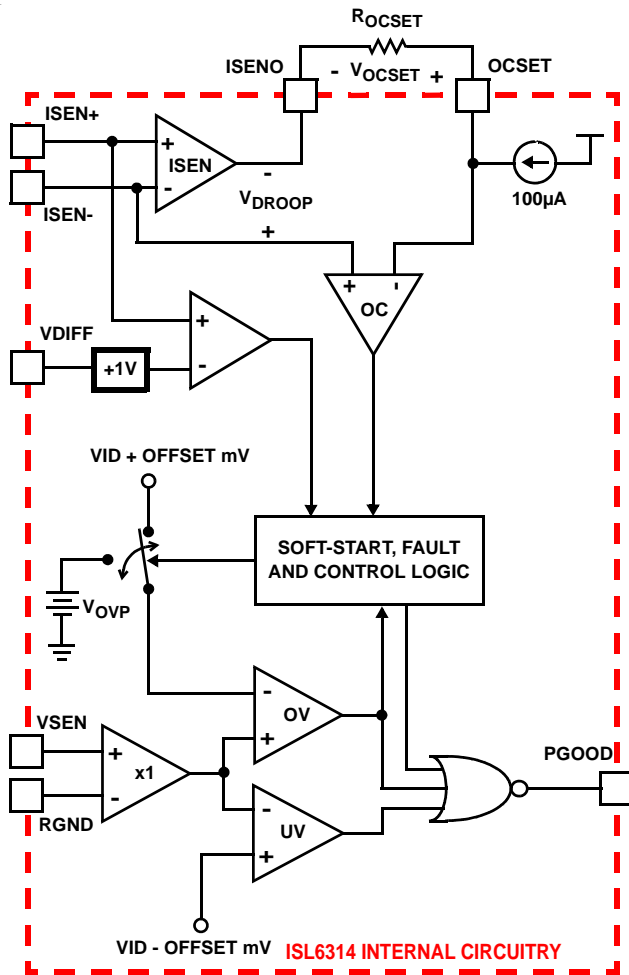 ROCSET
ISENO
- VOCSET +
OCSET
ISEN+
+
ISEN
-
-
VDROOP
+
ISEN-
100µA
+ -
OC
VDIFF
+1V
+
-
VID + OFFSET mV
SOFT-START, FAULT
AND CONTROL LOGIC
VOVP
-
OV
+
VSEN
+
x1
-
RGND
-
UV
+
PGOOD
VID - OFFSET mV
ISL6314 INTERNAL CIRCUITRY